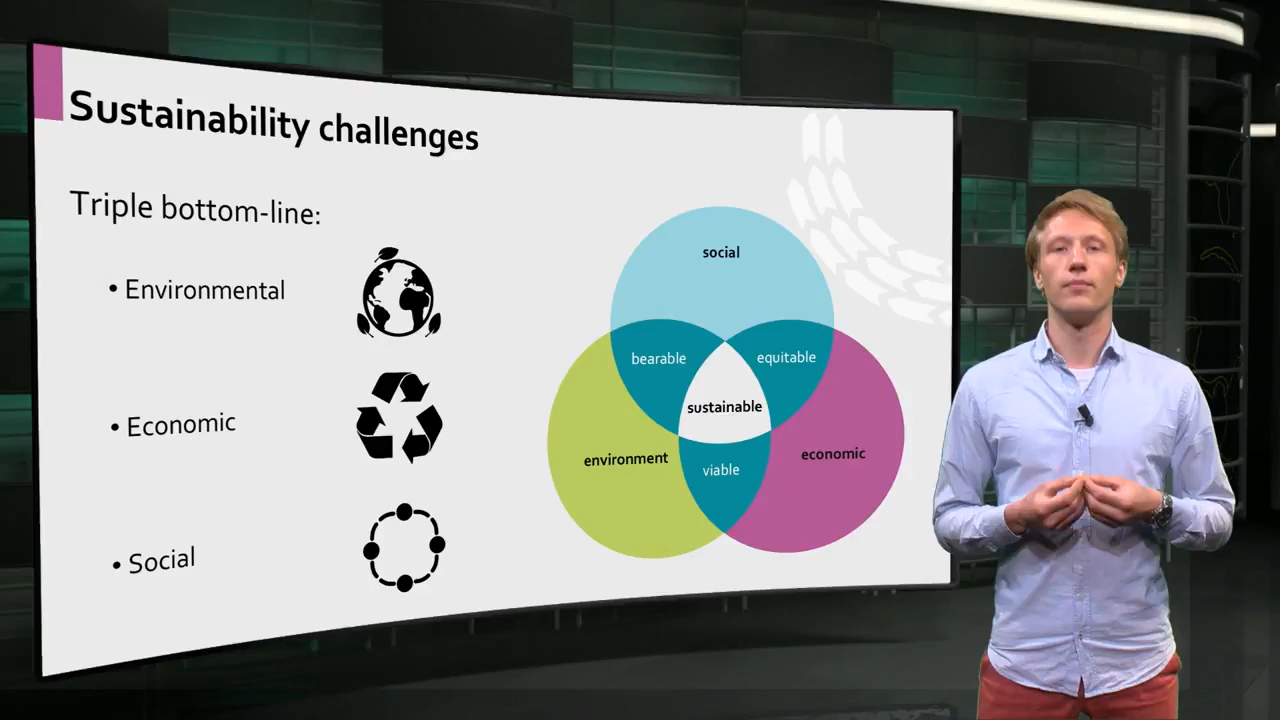 Sustainability challenges
Triple bottom-line:
• Environmental
• Economic
• Social
social
bearable
equitable
sustainable
environment
economic
viable